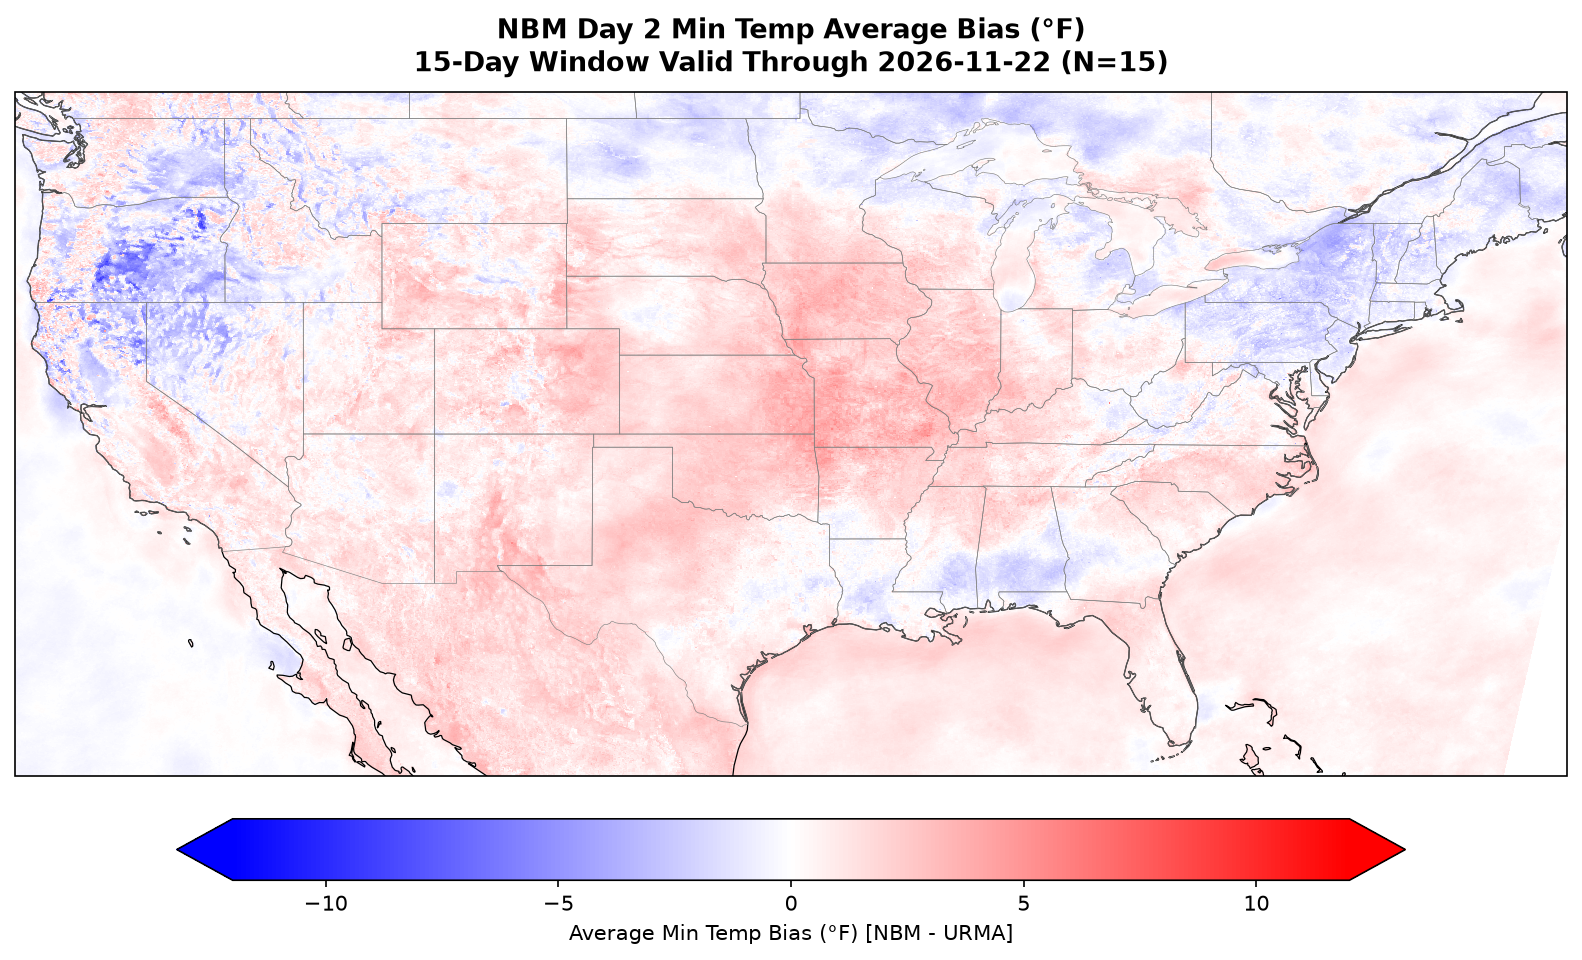 NBM Day 2 Min Temp Average Bias (°F)
15-Day Window Valid Through 2026-11-22 (N=15)
−10 −5 0 5 10
Average Min Temp Bias (°F) [NBM - URMA]